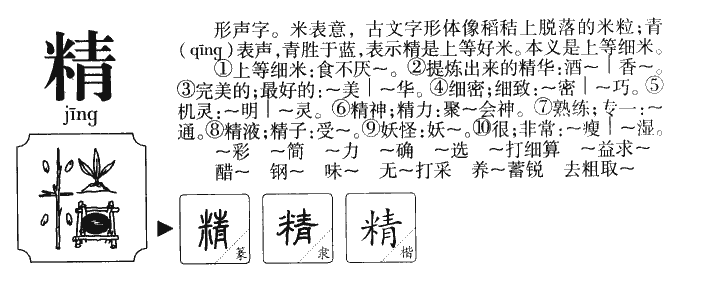 精
jīng
形声字。米表意，古文字形体像稻秸上脱落的米粒；青
(qīng)表声，青胜于蓝，表示精是上等好米。本义是上等细米。
①上等细米：食不厌～。②提炼出来的精华：酒～｜香～。
③完美的；最好的：～美｜～华。④细密；细致：～密｜～巧。⑤
机灵：～明｜～灵。⑥精神；精力：聚～会神。⑦熟练；专一：～
通。⑧精液；精子：受～。⑨妖怪：妖～。⑩很；非常：～瘦｜～湿。
～彩 ～简 ～力 ～确 ～选 ～打细算 ～益求～
醋～ 钢～ 味～ 无～打采 养～蓄锐 去粗取～
精 篆
精 隶
精 楷